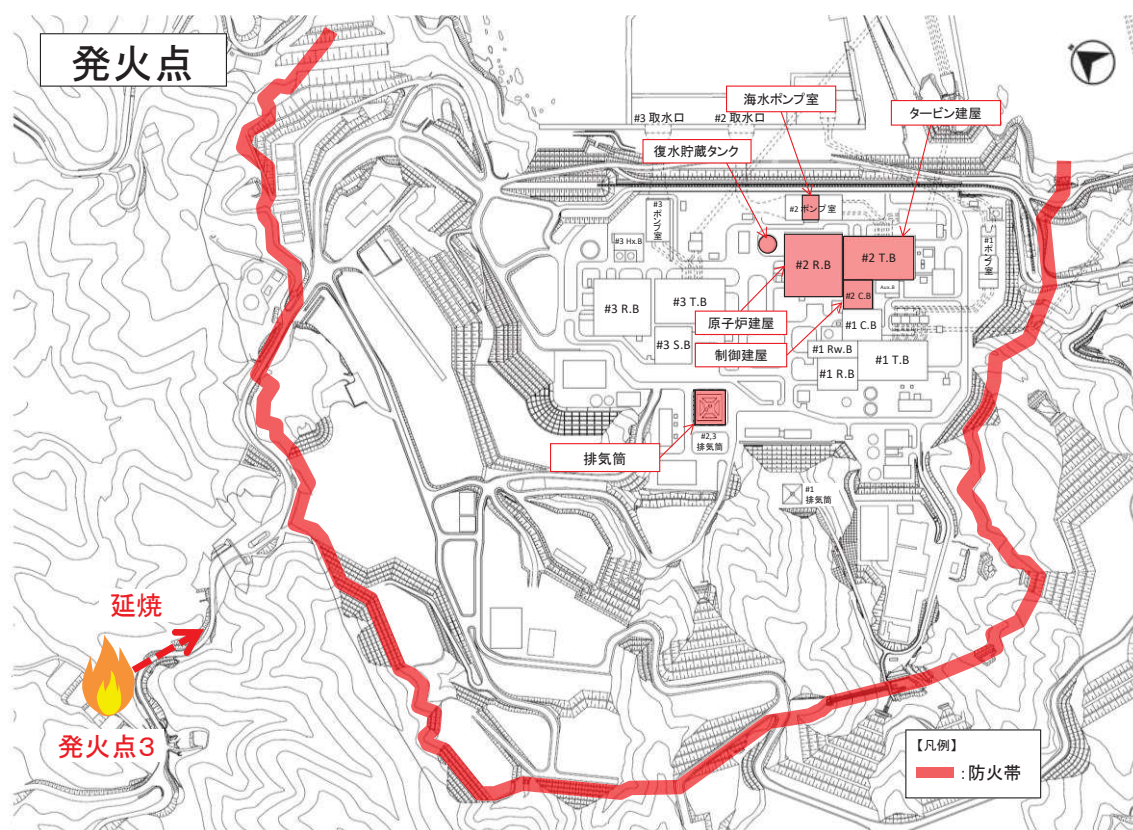 発火点
海水ポンプ室
タービン建屋
#3 取水口
#2 取水口
復水貯蔵タンク
#3
ポンプ室
#2 ポンプ室
#1
ポンプ室
#3 Hx.B
#2 R.B
#2 T.B
Aux.B
#2 C.B
#3 R.B
#3 T.B
原子炉建屋
#1 C.B
制御建屋
#3 S.B
#1 Rw.B
#1 T.B
#1 R.B
#2,3
排気筒
排気筒
#1
排気筒
延焼
発火点3
【凡例】
:防火帯